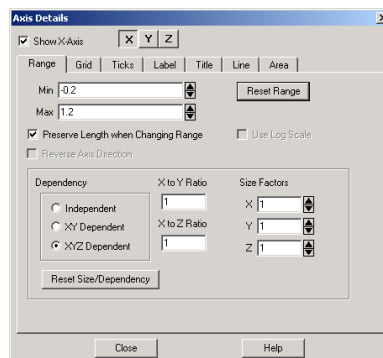 Axis Details
Show X-Axis X Y Z
Range Grid Ticks Label Title Line Area
Min -0.2 Reset Range
Max 1.2
Preserve Length when Changing Range Use Log Scale
Reverse Axis Direction
Dependency X to Y Ratio Size Factors
Independent 1 X 1
XY Dependent X to Z Ratio Y 1
XYZ Dependent 1 Z 1
Reset Size/Dependency
Close Help